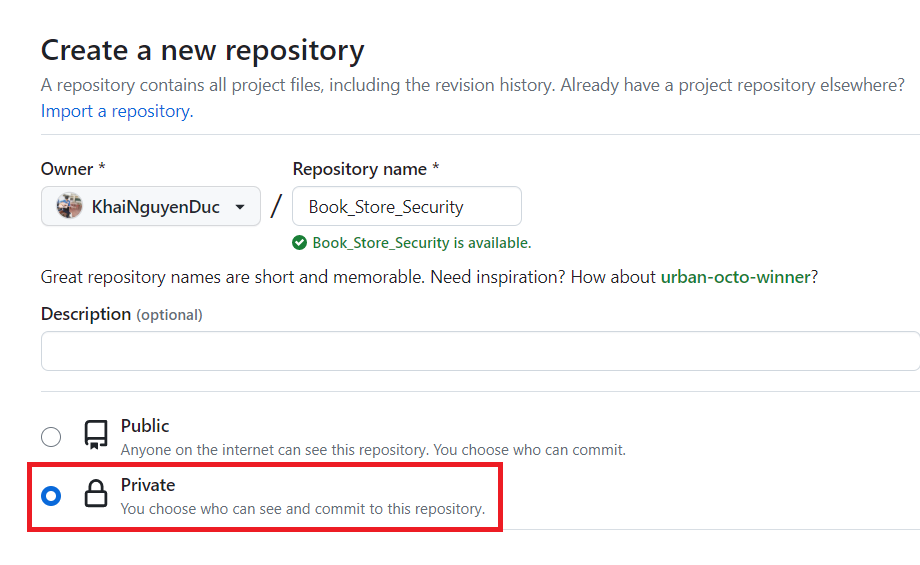 Create a new repository
A repository contains all project files, including the revision history. Already have a project repository elsewhere?
Import a repository.
Owner * Repository name *
KhaiNguyenDuc / Book_Store_Security
Book_Store_Security is available.
Great repository names are short and memorable. Need inspiration? How about urban-octo-winner?
Description (optional)
Public
Anyone on the internet can see this repository. You choose who can commit.
Private
You choose who can see and commit to this repository.